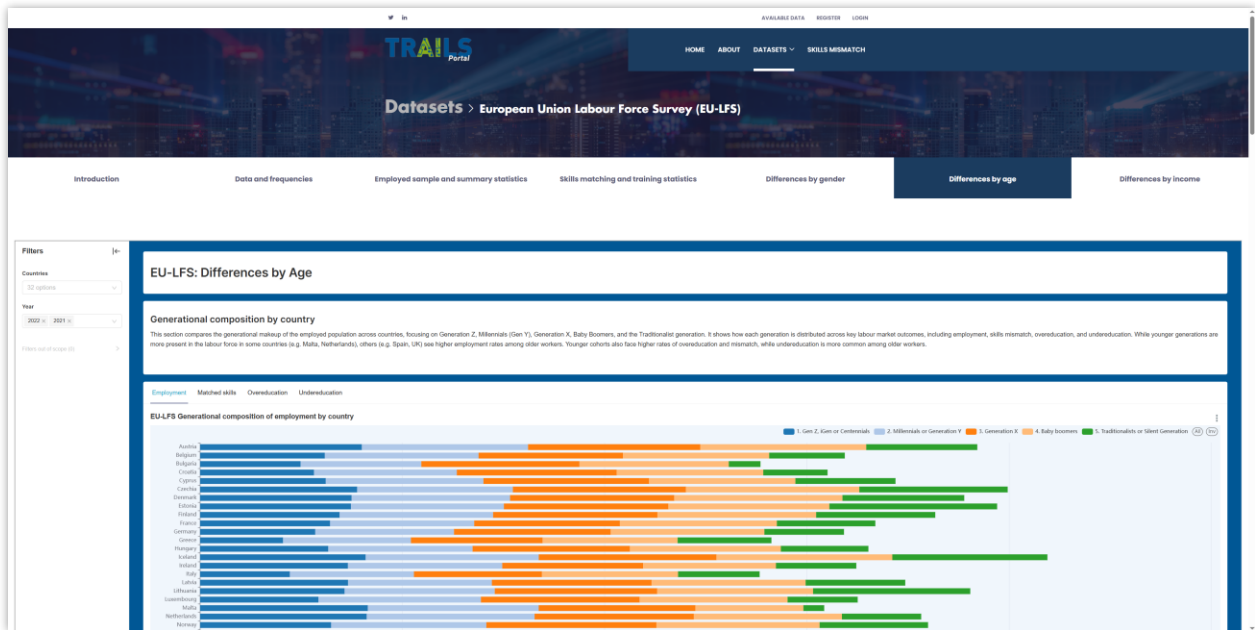 AVAILABLE DATA REGISTER LOGIN
TRAILS Portal
HOME ABOUT DATASETS SKILLS MISMATCH
Datasets > European Union Labour Force Survey (EU-LFS)
Introduction Data and frequencies Employed sample and summary statistics Skills matching and training statistics Differences by gender Differences by age Differences by income
Filters
Countries
32 options
Year
2022 × 2021 ×
Filters out of scope (0)
EU-LFS: Differences by Age
Generational composition by country
This section compares the generational makeup of the employed population across countries, focusing on Generation Z, Millennials (Gen Y), Generation X, Baby Boomers, and the Traditionalist generation. It shows how each generation is distributed across key labour market outcomes, including employment, skills mismatch, overeducation, and undereducation. While younger generations are
more present in the labour force in some countries (e.g. Malta, Netherlands), others (e.g. Spain, UK) see higher employment rates among older workers. Younger cohorts also face higher rates of overeducation and mismatch, while undereducation is more common among older workers.
Employment Matched skills Overeducation Undereducation
EU-LFS Generational composition of employment by country
1. Gen Z, iGen or Centennials 2. Millennials or Generation Y 3. Generation X 4. Baby boomers 5. Traditionalists or Silent Generation All Inv
Austria
Belgium
Bulgaria
Croatia
Cyprus
Czechia
Denmark
Estonia
Finland
France
Germany
Greece
Hungary
Iceland
Ireland
Italy
Latvia
Lithuania
Luxembourg
Malta
Netherlands
Norway